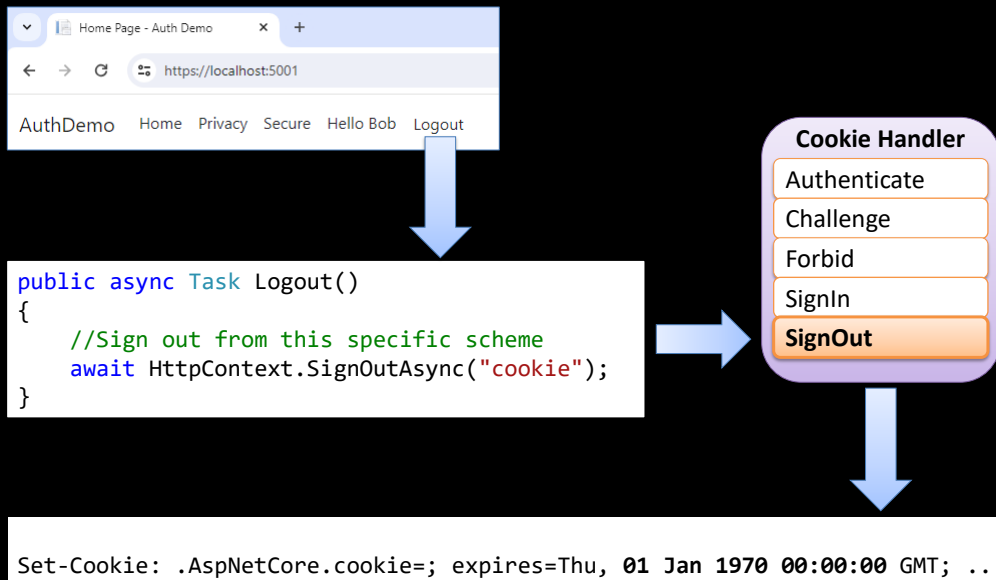 Home Page - Auth Demo
https://localhost:5001
AuthDemo Home Privacy Secure Hello Bob Logout
Cookie Handler
Authenticate
Challenge
Forbid
SignIn
SignOut
public async Task Logout()
{
    //Sign out from this specific scheme
    await HttpContext.SignOutAsync("cookie");
}
Set-Cookie: .AspNetCore.cookie=; expires=Thu, 01 Jan 1970 00:00:00 GMT; ..